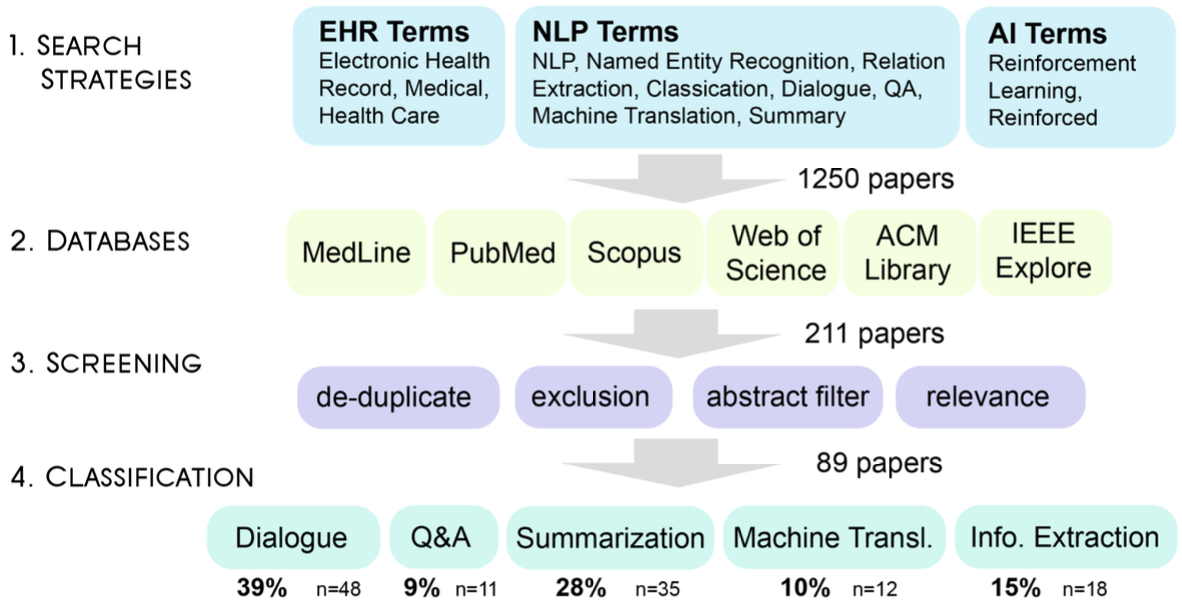 1. SEARCH
STRATEGIES
EHR Terms
Electronic Health
Record, Medical,
Health Care
NLP Terms
NLP, Named Entity Recognition, Relation
Extraction, Classication, Dialogue, QA,
Machine Translation, Summary
AI Terms
Reinforcement
Learning,
Reinforced
1250 papers
2. DATABASES
MedLine
PubMed
Scopus
Web of
Science
ACM
Library
IEEE
Explore
211 papers
3. SCREENING
de-duplicate
exclusion
abstract filter
relevance
89 papers
4. CLASSIFICATION
Dialogue
39% n=48
Q&A
9% n=11
Summarization
28% n=35
Machine Transl.
10% n=12
Info. Extraction
15% n=18